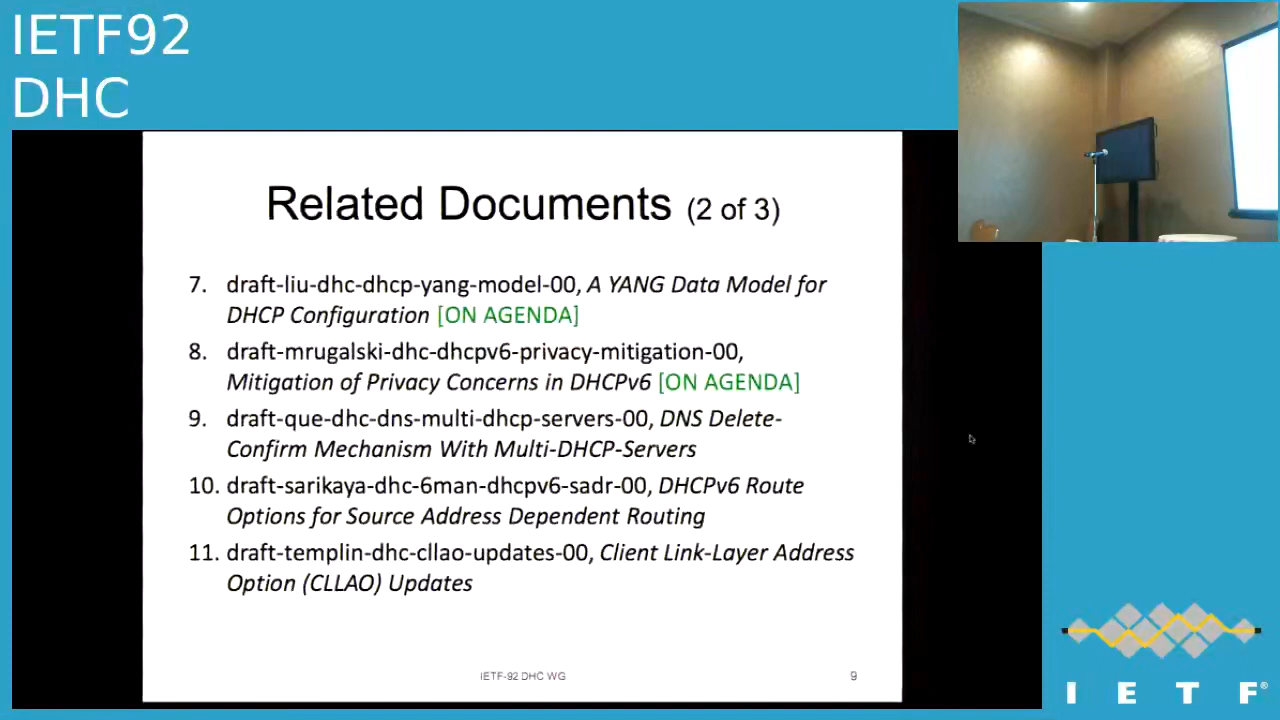 IETF92
DHC
Related Documents (2 of 3)
7. draft-liu-dhc-dhcp-yang-model-00, A YANG Data Model for
DHCP Configuration [ON AGENDA]
8. draft-mrugalski-dhc-dhcpv6-privacy-mitigation-00,
Mitigation of Privacy Concerns in DHCPv6 [ON AGENDA]
9. draft-que-dhc-dns-multi-dhcp-servers-00, DNS Delete-
Confirm Mechanism With Multi-DHCP-Servers
10. draft-sarikaya-dhc-6man-dhcpv6-sadr-00, DHCPv6 Route
Options for Source Address Dependent Routing
11. draft-templin-dhc-cllao-updates-00, Client Link-Layer Address
Option (CLLAO) Updates
IETF-92 DHC WG 9
I E T F®